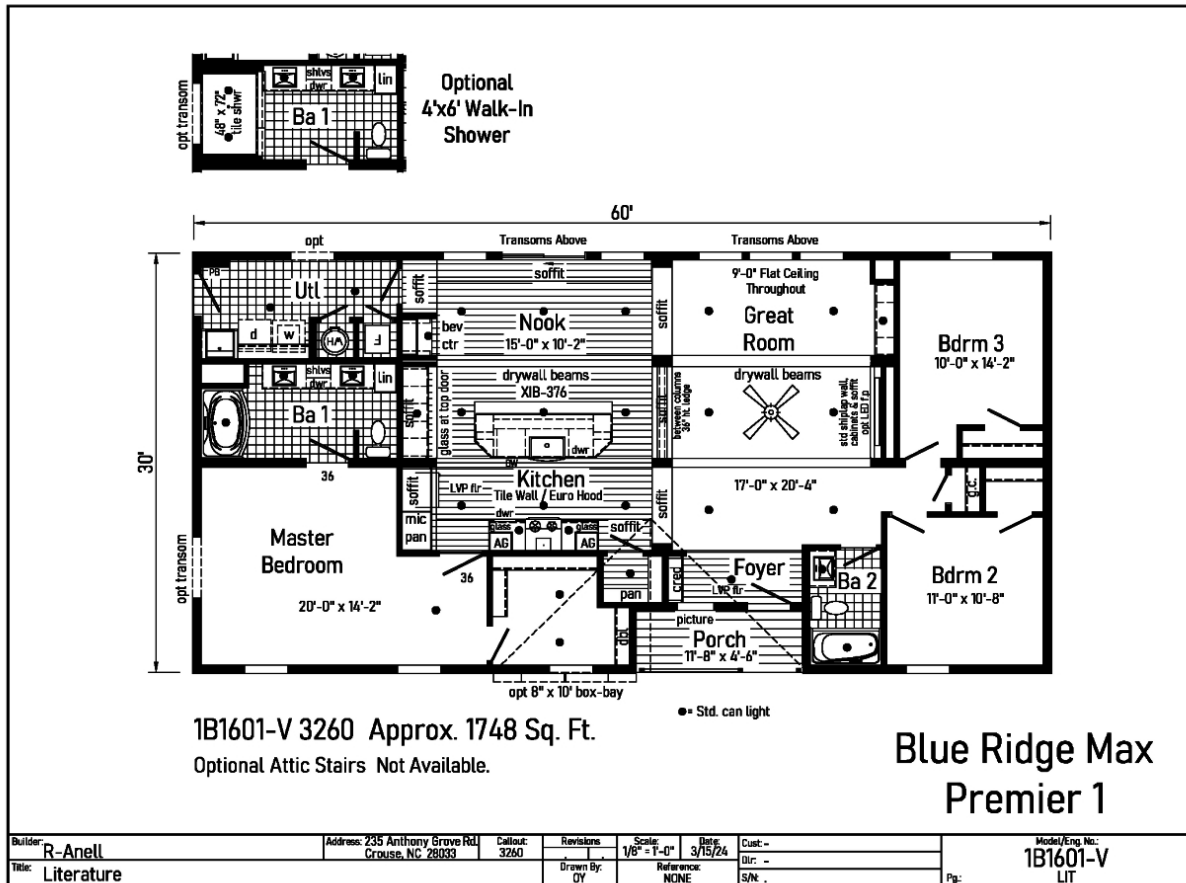 shlvs
dwr
lin
Optional
4'x6' Walk-In
Shower
opt transom
48" x 72"
tile shwr
Ba 1
60'
opt
Transoms Above
Transoms Above
PB
soffit
9'-0" Flat Ceiling
Throughout
Utl
soffit
soffit
Great
Room
Nook
15'-0" x 10'-2"
bev
ctr
d
w
WH
F
Bdrm 3
10'-0" x 14'-2"
shlvs
dwr
lin
drywall beams
XIB-376
drywall beams
Ba 1
soffit
glass at top door
soffit
between columns
36" ht. ledge
std shiplap wall,
cabinets & soffit
opt LED f.p
dwr
DW
30'
36
Kitchen
Tile Wall / Euro Hood
LVP flr
soffit
soffit
17'-0" x 20'-4"
g.c.
mic
pan
dwr
glass
glass
AG
AG
soffit
Master
Bedroom
20'-0" x 14'-2"
opt transom
36
pan
cred
Foyer
LVP flr
Ba 2
Bdrm 2
11'-0" x 10'-8"
picture
Porch
11'-8" x 4'-6"
dbl
opt 8" x 10' box-bay
●= Std. can light
1B1601-V 3260 Approx. 1748 Sq. Ft.
Optional Attic Stairs Not Available.
Blue Ridge Max
Premier 1
Builder: R-Anell
Address: 235 Anthony Grove Rd.
Crouse, NC 28033
Callout:
3260
Revisions
Scale:
1/8" = 1'-0"
Date:
3/15/24
Cust:-
Dlr: -
S/N: .
Model/Eng. No.:
1B1601-V
Title: Literature
Drawn By:
OY
Reference:
NONE
Pg.:
LIT